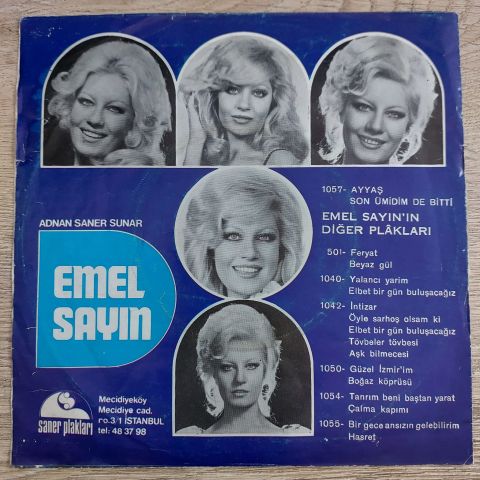 ADNAN SANER SUNAR
EMEL
SAYIN
saner plakları
Mecidiyeköy
Mecidiye cad.
no.3/1 İSTANBUL
tel: 48 37 98
1057- AYYAŞ
SON ÜMİDİM DE BİTTİ
EMEL SAYIN'IN
DİĞER PLÂKLARI
501- Feryat
Beyaz gül
1040- Yalancı yarim
Elbet bir gün buluşacağız
1042- İntizar
Öyle sarhoş olsam ki
Elbet bir gün buluşacağız
Tövbeler tövbesi
Aşk bilmecesi
1050- Güzel İzmir'im
Boğaz köprüsü
1054- Tanrım beni baştan yarat
Çalma kapımı
1055- Bir gece ansızın gelebilirim
Hasret